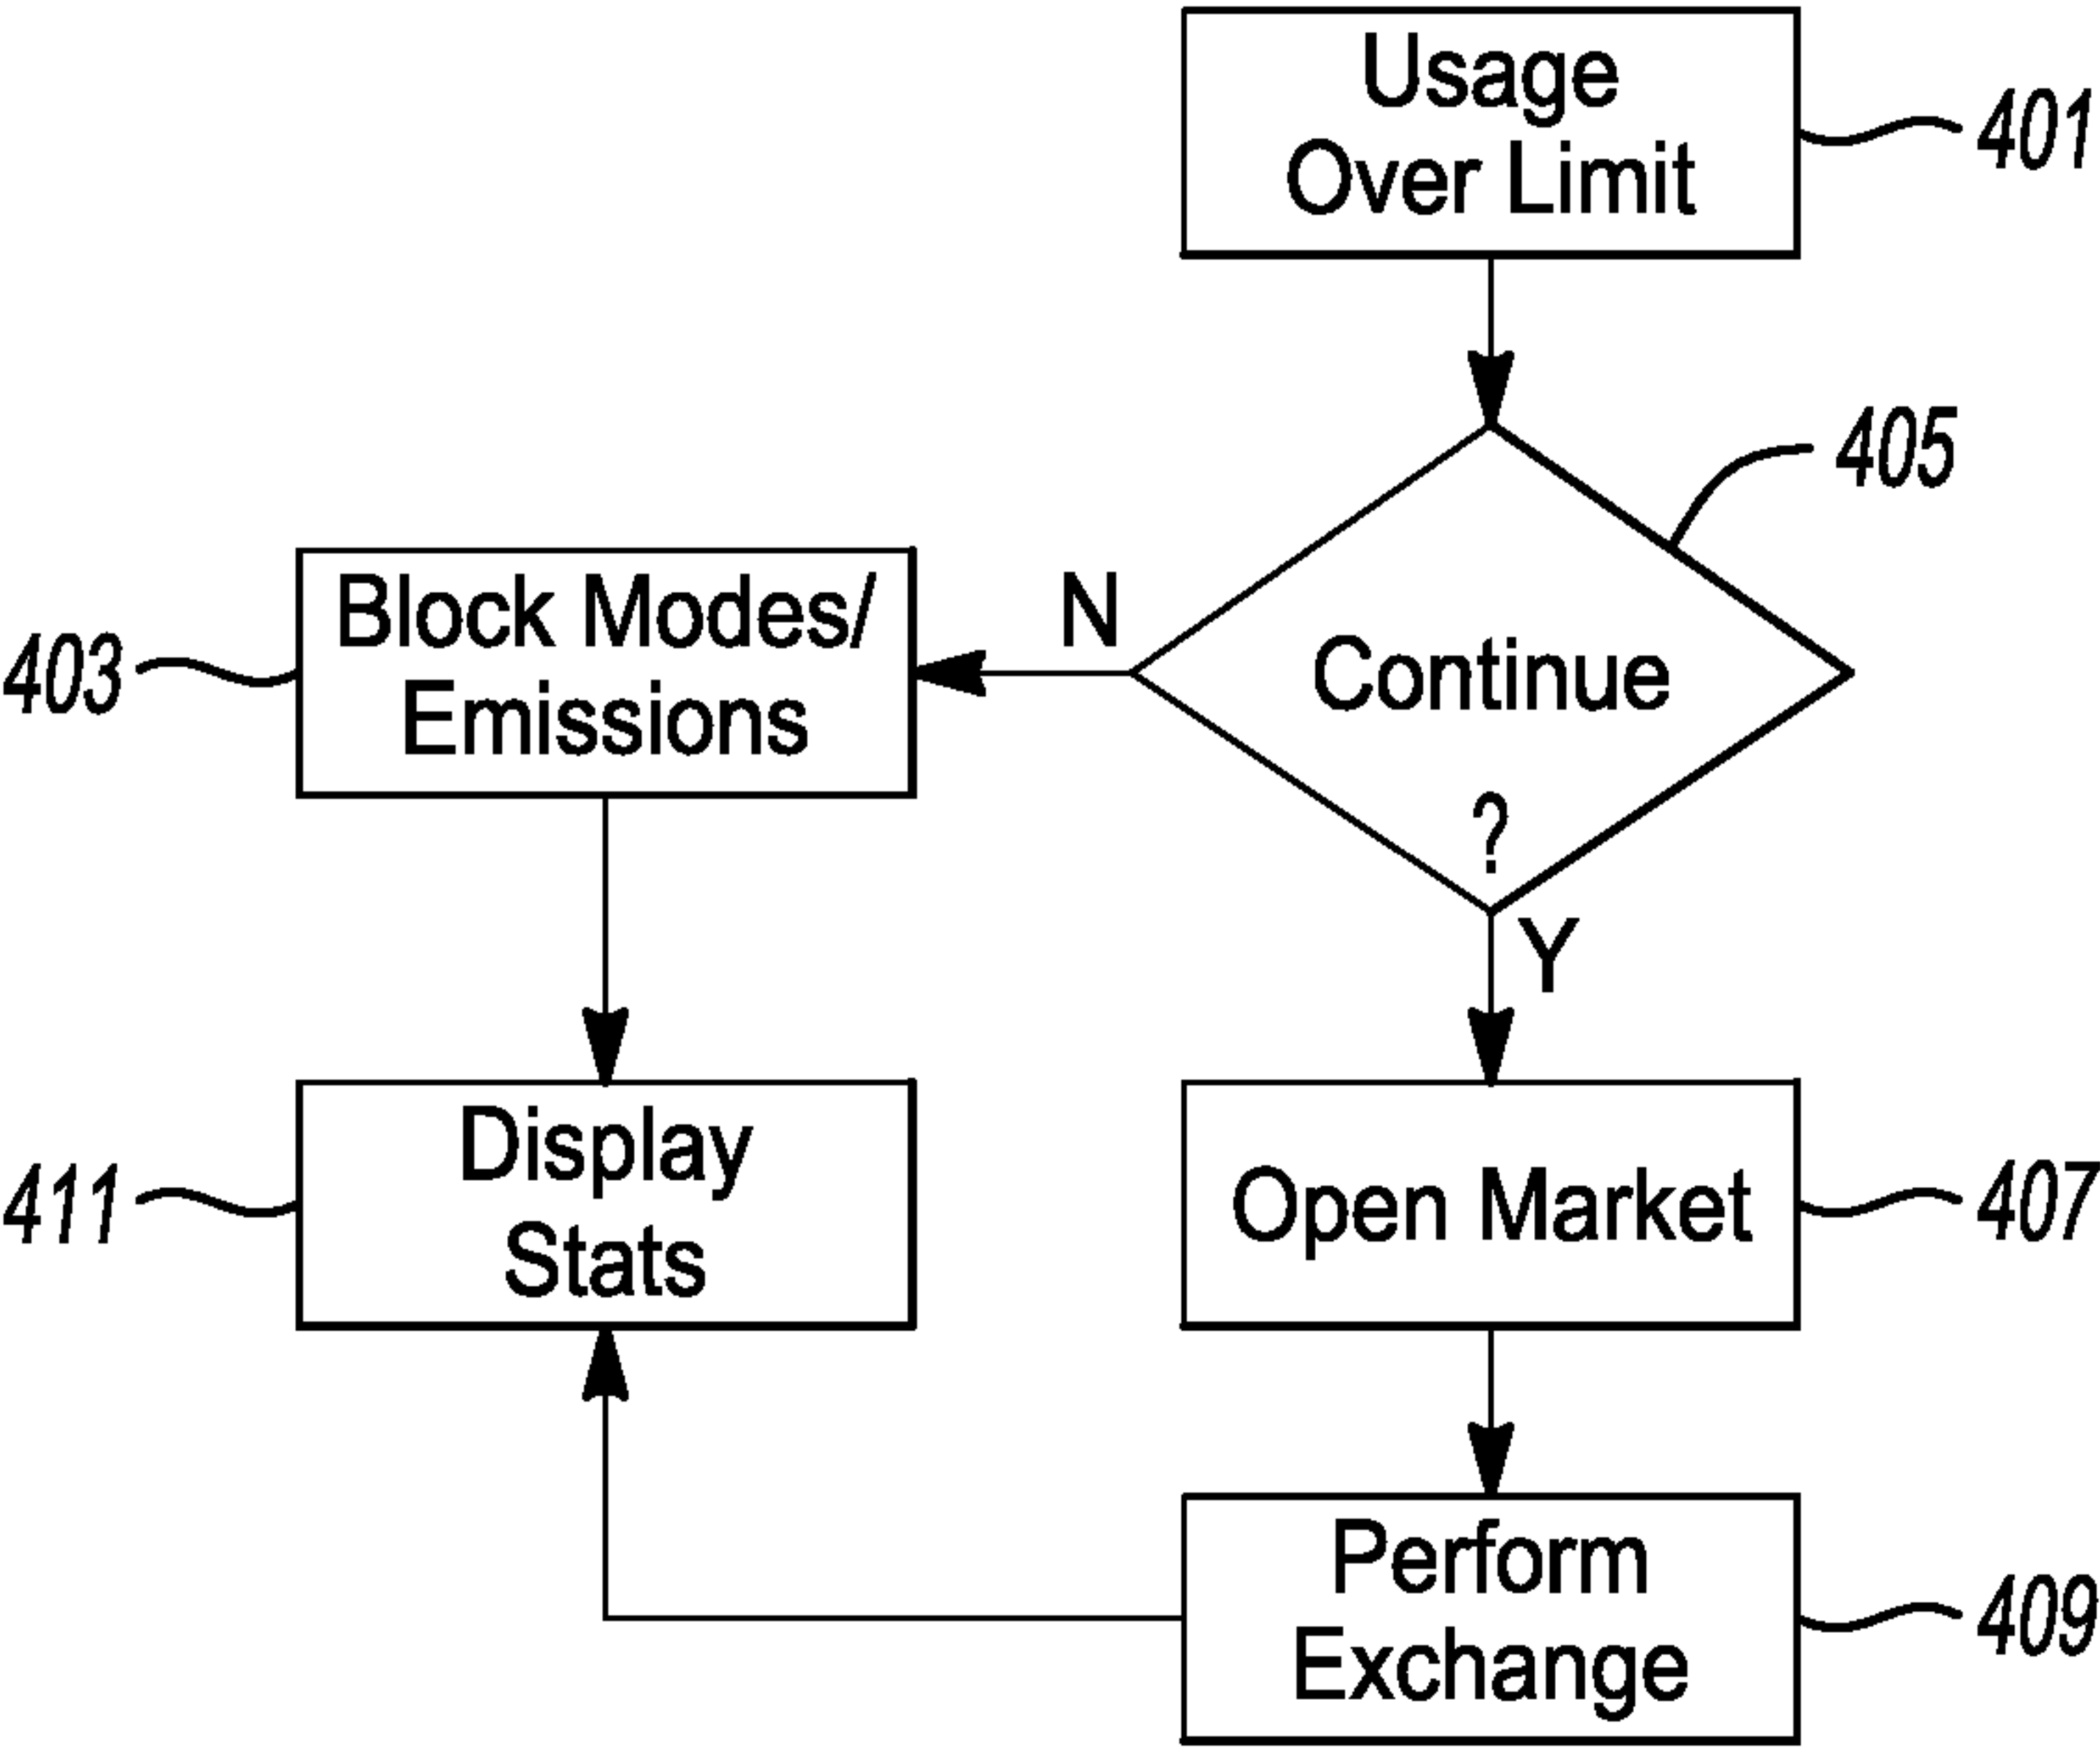 Usage
Over Limit
401
405
Block Modes/
Emissions
403
N
Continue
?
Y
Display
Stats
411
Open Market
407
Perform
Exchange
409